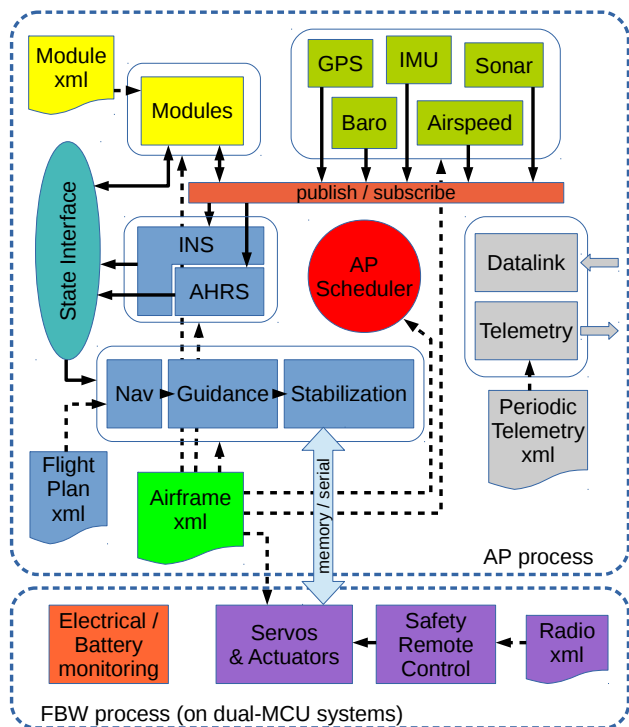 Module
xml
Modules
GPS
IMU
Sonar
Baro
Airspeed
publish / subscribe
State Interface
INS
AHRS
AP
Scheduler
Datalink
Telemetry
Nav
Guidance
Stabilization
Periodic
Telemetry
xml
Flight
Plan
xml
Airframe
xml
memory / serial
AP process
Electrical /
Battery
monitoring
Servos
& Actuators
Safety
Remote
Control
Radio
xml
FBW process (on dual-MCU systems)